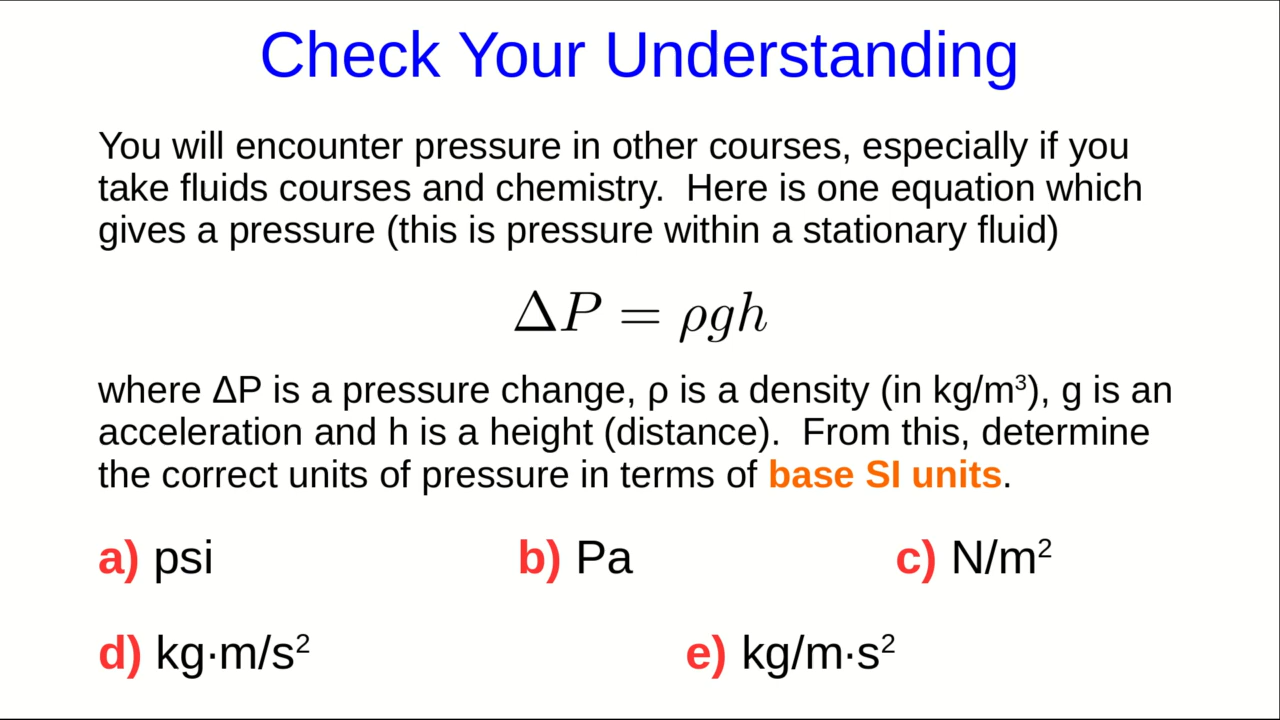 Check Your Understanding
You will encounter pressure in other courses, especially if you
take fluids courses and chemistry.  Here is one equation which
gives a pressure (this is pressure within a stationary fluid)
ΔP = ρgh
where ΔP is a pressure change, ρ is a density (in kg/m³), g is an
acceleration and h is a height (distance).  From this, determine
the correct units of pressure in terms of base SI units.
a) psi b) Pa c) N/m²
d) kg·m/s² e) kg/m·s²